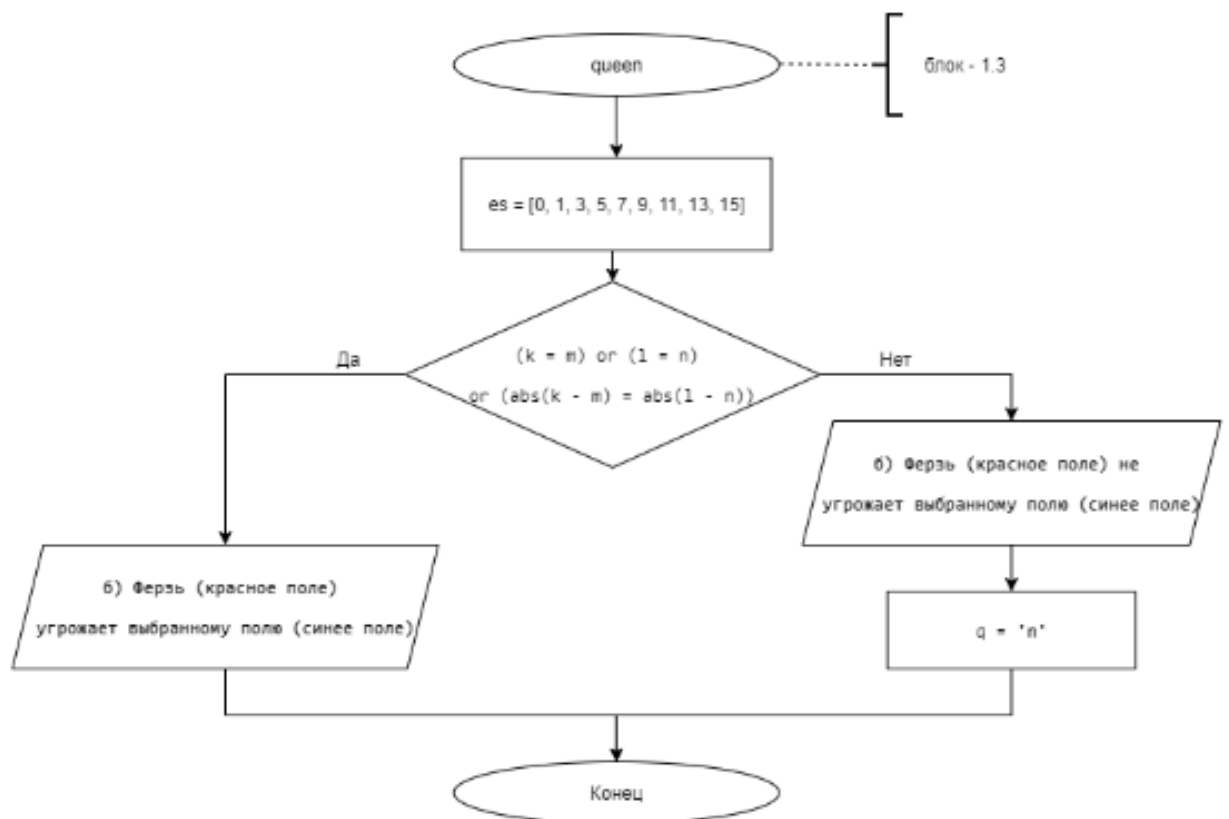 queen
блок - 1.3
es = [0, 1, 3, 5, 7, 9, 11, 13, 15]
(k = m) or (l = n)
or (abs(k - m) = abs(l - n))
Да
Нет
б) Ферзь (красное поле) не
угрожает выбранному полю (синее поле)
б) Ферзь (красное поле)
угрожает выбранному полю (синее поле)
q = 'n'
Конец